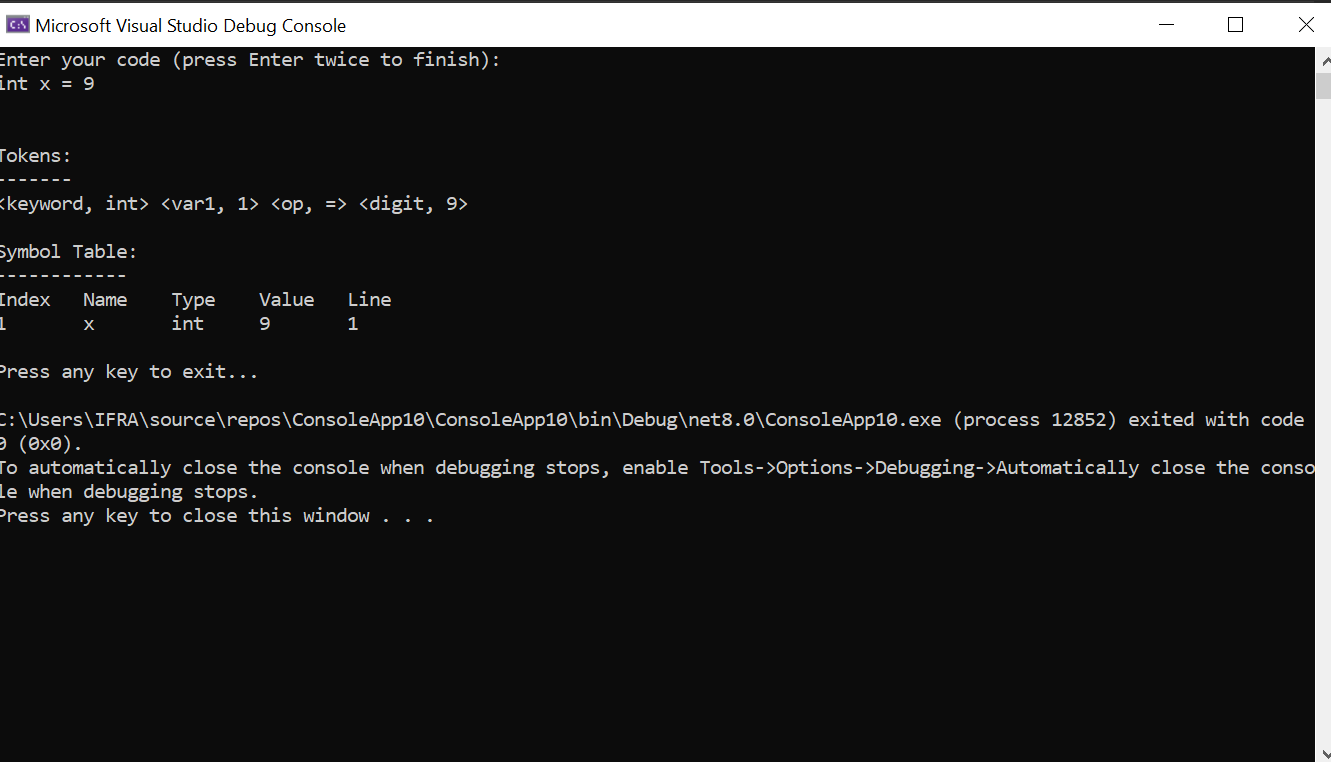 C:\ Microsoft Visual Studio Debug Console
Enter your code (press Enter twice to finish):
int x = 9
Tokens:
-------
<keyword, int> <var1, 1> <op, => <digit, 9>
Symbol Table:
------------
Index   Name    Type    Value   Line
1       x       int     9       1
Press any key to exit...
C:\Users\IFRA\source\repos\ConsoleApp10\ConsoleApp10\bin\Debug\net8.0\ConsoleApp10.exe (process 12852) exited with code
0 (0x0).
To automatically close the console when debugging stops, enable Tools->Options->Debugging->Automatically close the conso
le when debugging stops.
Press any key to close this window . . .